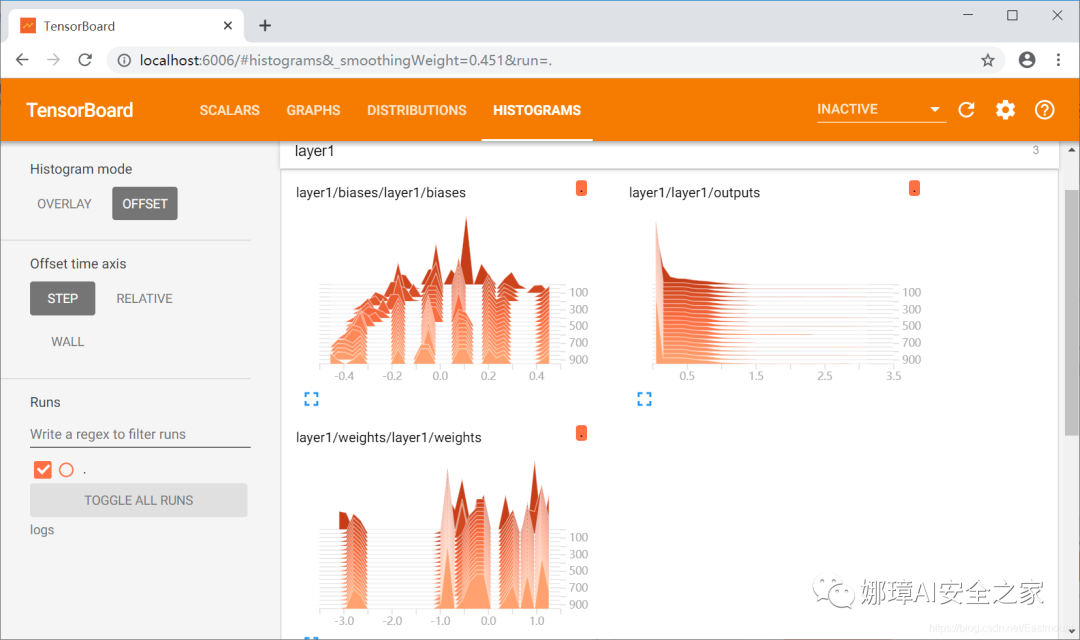 TensorBoard
localhost:6006/#histograms&_smoothingWeight=0.451&run=.
TensorBoard SCALARS GRAPHS DISTRIBUTIONS HISTOGRAMS INACTIVE
Histogram mode
OVERLAY OFFSET
Offset time axis
STEP RELATIVE
WALL
Runs
Write a regex to filter runs
.
TOGGLE ALL RUNS
logs
layer1 3
layer1/biases/layer1/biases .
100
300
500
700
900
-0.4 -0.2 0.0 0.2 0.4
layer1/layer1/outputs .
100
300
500
700
900
0.5 1.5 2.5 3.5
layer1/weights/layer1/weights .
100
300
500
700
900
-3.0 -2.0 -1.0 0.0 1.0
娜璋AI安全之家